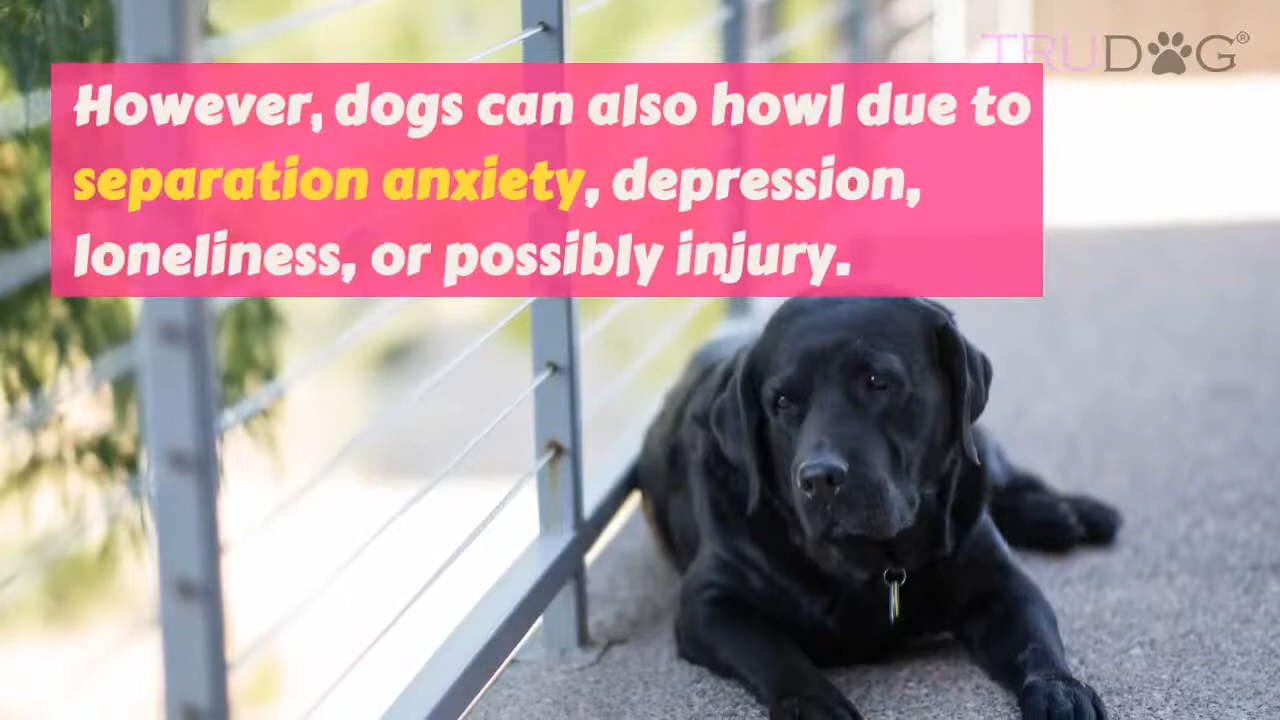 TRUDOG®
However, dogs can also howl due to
separation anxiety, depression,
loneliness, or possibly injury.